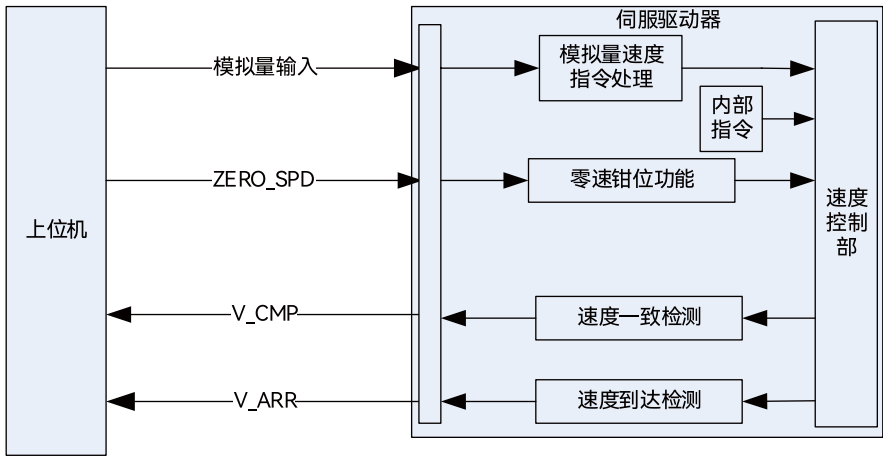 伺服驱动器
模拟量输入
模拟量速度
指令处理
内部
指令
ZERO_SPD
零速钳位功能
上位机
速度
控制
部
V_CMP
速度一致检测
V_ARR
速度到达检测